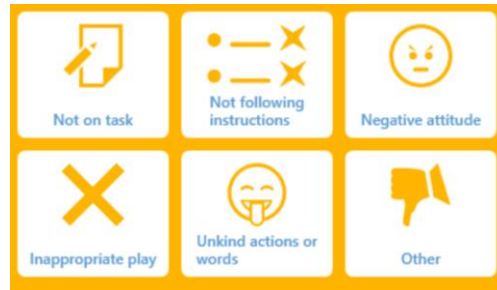 Not on task
Not following
instructions
Negative attitude
Inappropriate play
Unkind actions or
words
Other